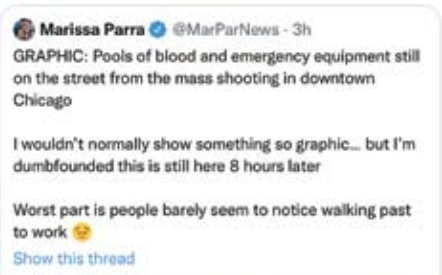 Marissa Parra @MarParNews · 3h
GRAPHIC: Pools of blood and emergency equipment still
on the street from the mass shooting in downtown
Chicago
I wouldn't normally show something so graphic... but I'm
dumbfounded this is still here 8 hours later
Worst part is people barely seem to notice walking past
to work 😟
Show this thread